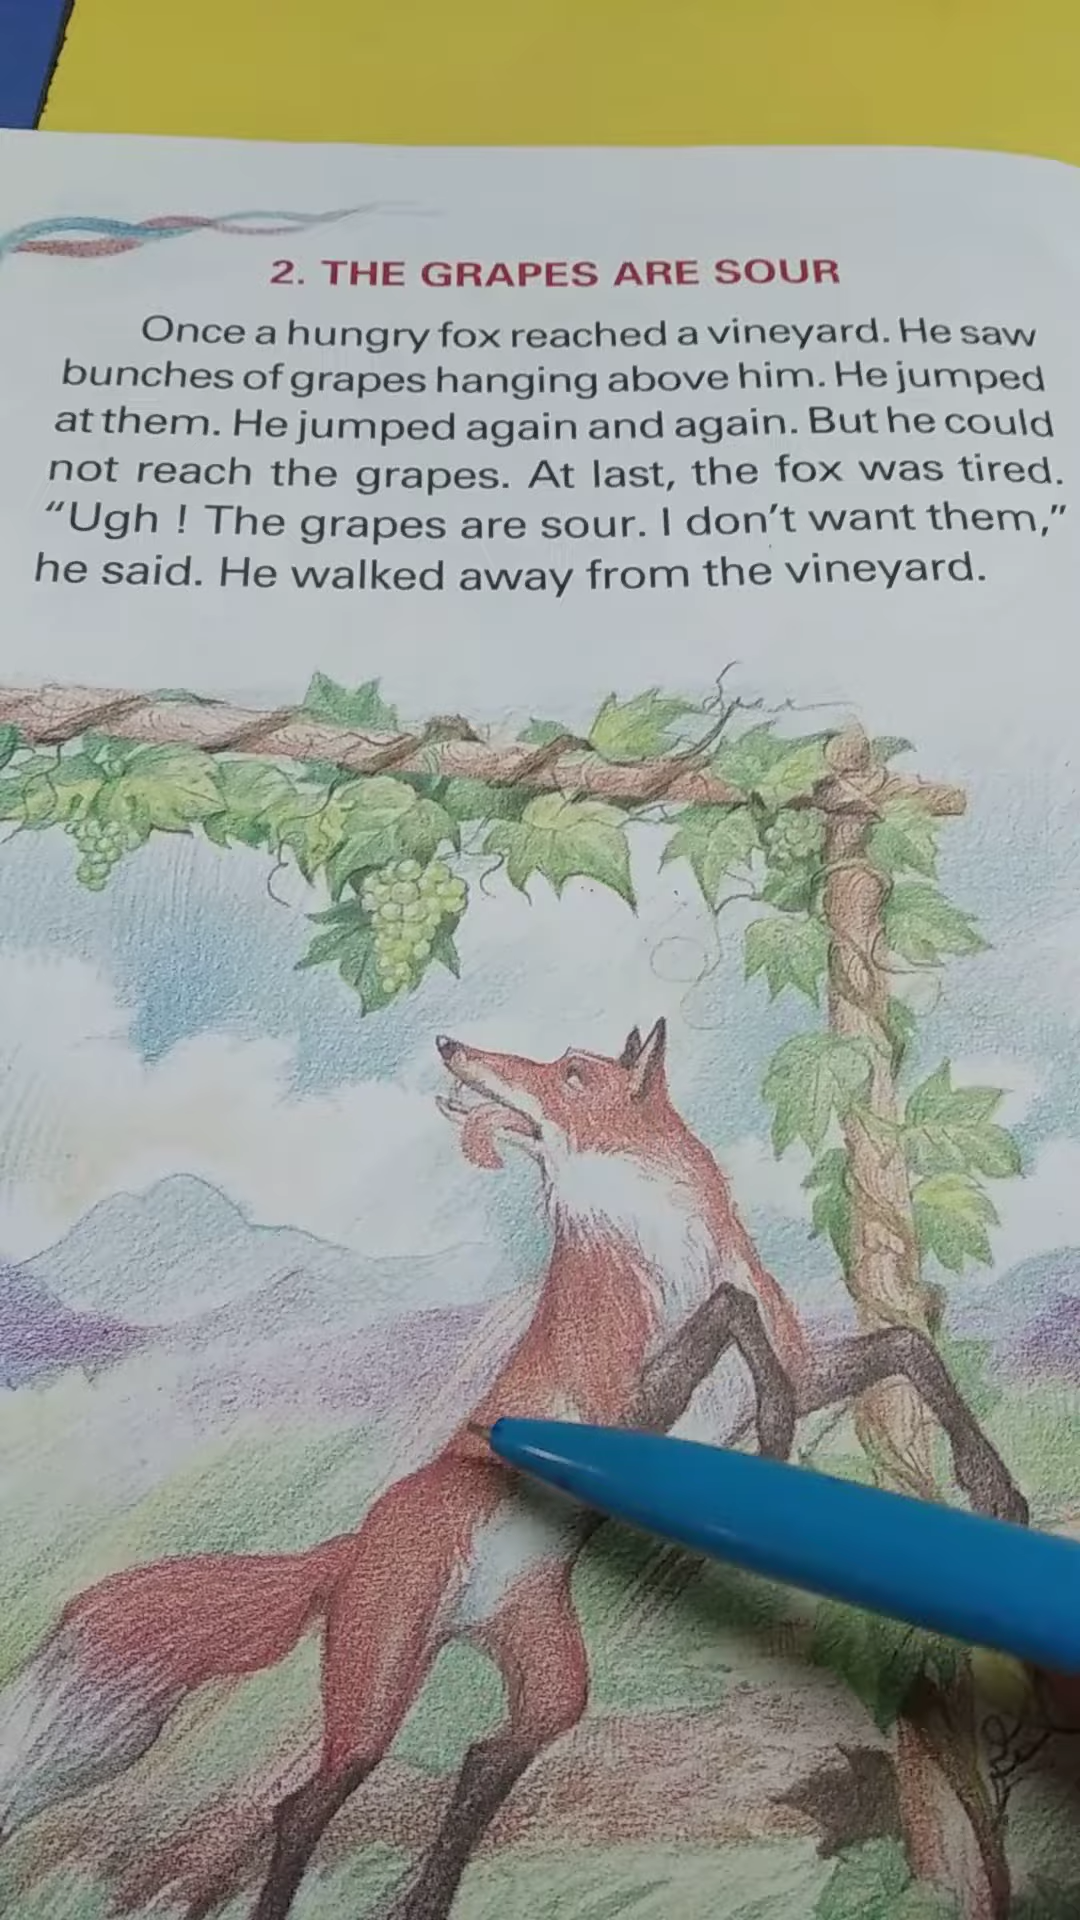 2. THE GRAPES ARE SOUR
Once a hungry fox reached a vineyard. He saw
bunches of grapes hanging above him. He jumped
at them. He jumped again and again. But he could
not reach the grapes. At last, the fox was tired.
“Ugh ! The grapes are sour. I don’t want them,”
he said. He walked away from the vineyard.